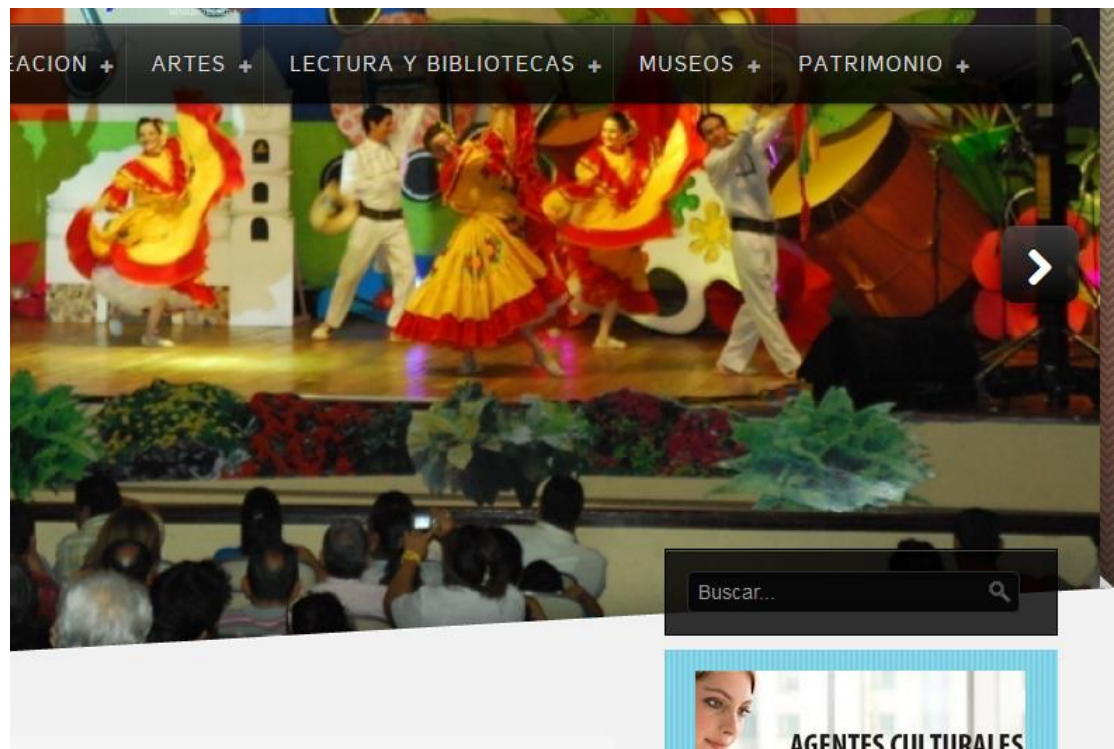 EACION + ARTES + LECTURA Y BIBLIOTECAS + MUSEOS + PATRIMONIO +
Buscar...
AGENTES CULTURALES